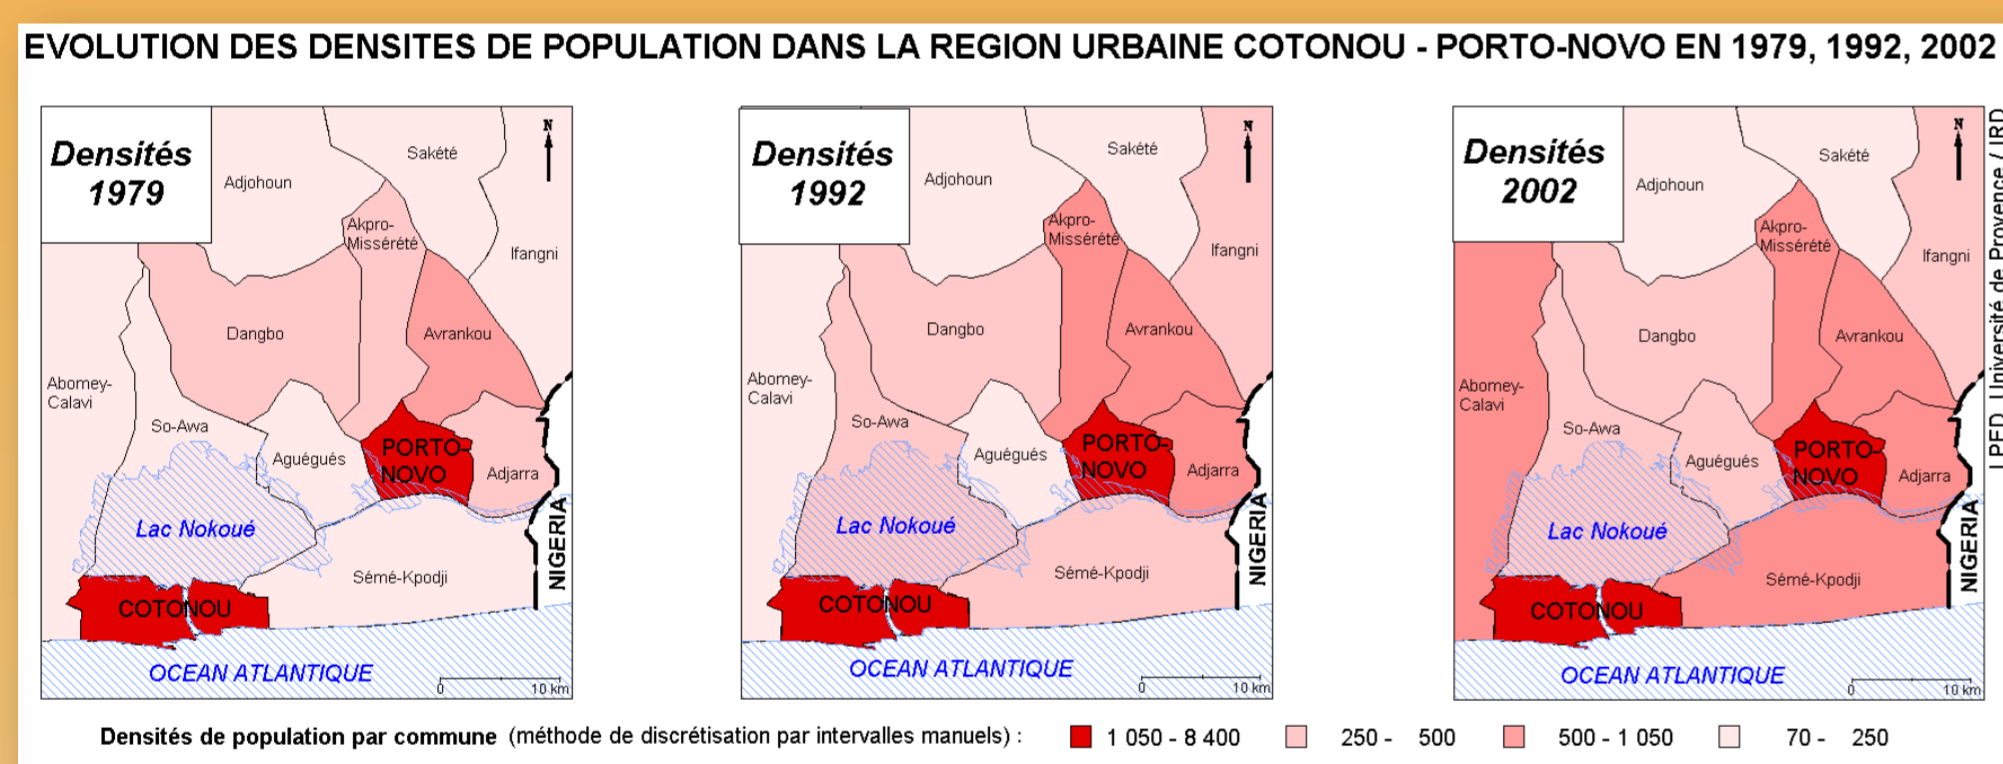 EVOLUTION DES DENSITES DE POPULATION DANS LA REGION URBAINE COTONOU - PORTO-NOVO EN 1979, 1992, 2002
Densités
1979
N
Sakété
Adjohoun
Akpro-
Missérété
Ifangni
Dangbo
Avrankou
Abomey-
Calavi
So-Awa
Aguégués
PORTO-
NOVO
Adjarra
Lac Nokoué
NIGERIA
Sémé-Kpodji
COTONOU
OCEAN ATLANTIQUE
0 10 km
Densités
1992
N
Sakété
Adjohoun
Akpro-
Missérété
Ifangni
Dangbo
Avrankou
Abomey-
Calavi
So-Awa
Aguégués
PORTO-
NOVO
Adjarra
Lac Nokoué
NIGERIA
Sémé-Kpodji
COTONOU
OCEAN ATLANTIQUE
0 10 km
Densités
2002
N
Sakété
Adjohoun
Akpro-
Missérété
Ifangni
Dangbo
Avrankou
Abomey-
Calavi
So-Awa
Aguégués
PORTO-
NOVO
Adjarra
Lac Nokoué
NIGERIA
Sémé-Kpodji
COTONOU
OCEAN ATLANTIQUE
0 10 km
LPED Université de Provence / IRD
Densités de population par commune (méthode de discrétisation par intervalles manuels) : 1 050 - 8 400 250 - 500 500 - 1 050 70 - 250